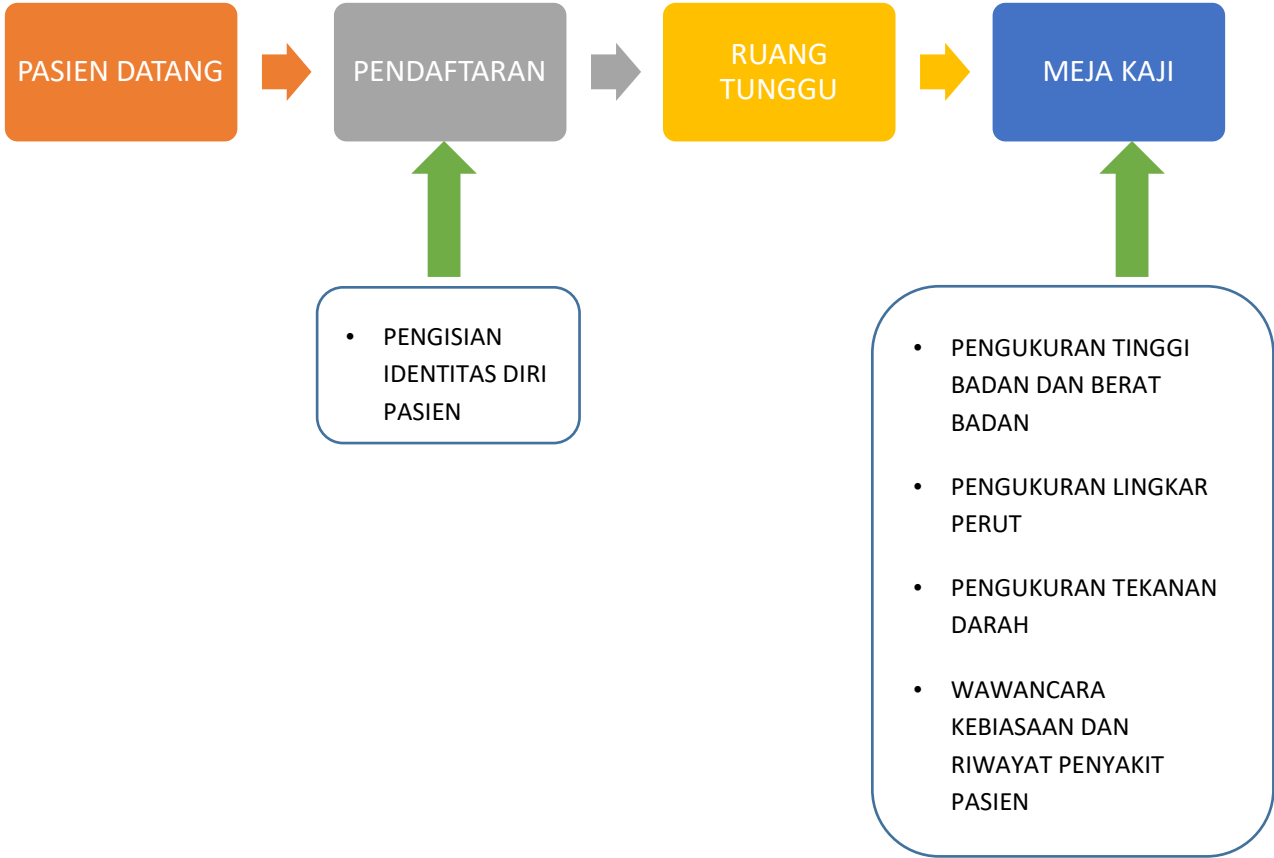 PASIEN DATANG
PENDAFTARAN
RUANG
TUNGGU
MEJA KAJI
• PENGISIAN
IDENTITAS DIRI
PASIEN
• PENGUKURAN TINGGI
BADAN DAN BERAT
BADAN
• PENGUKURAN LINGKAR
PERUT
• PENGUKURAN TEKANAN
DARAH
• WAWANCARA
KEBIASAAN DAN
RIWAYAT PENYAKIT
PASIEN